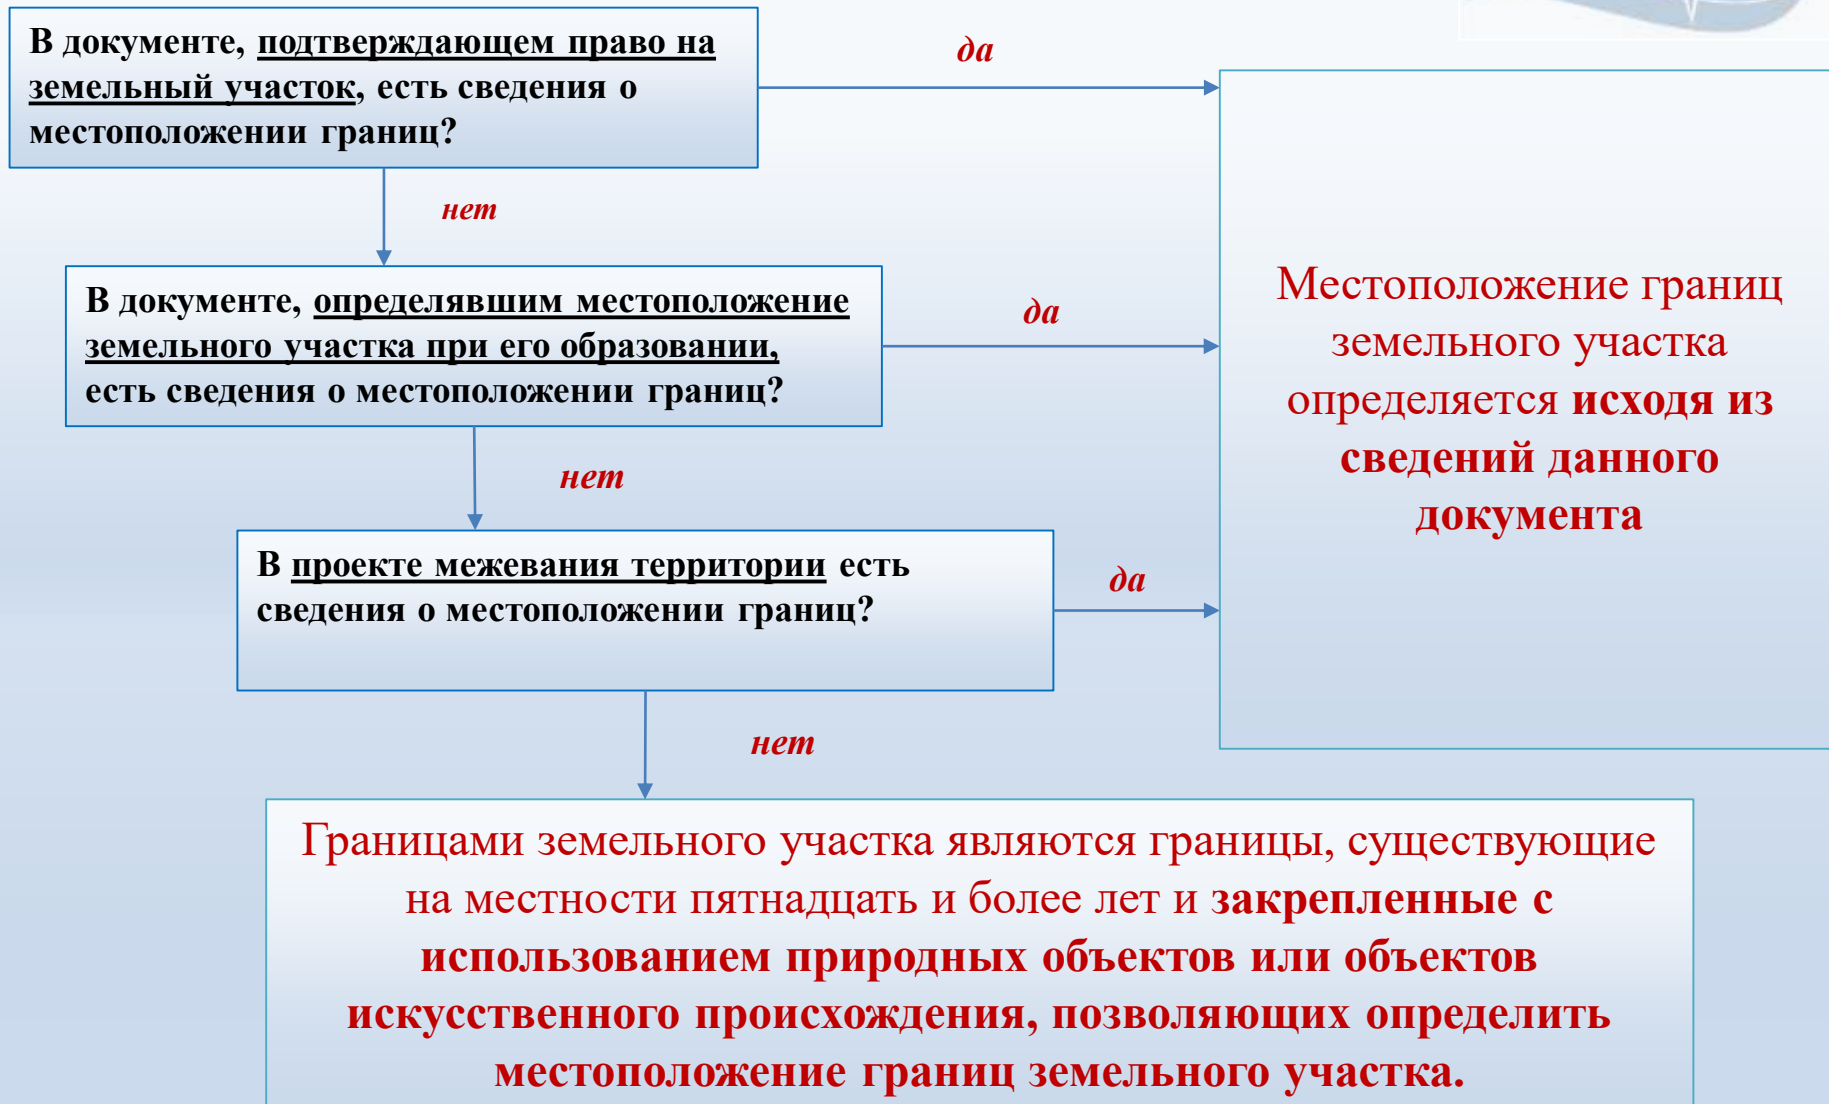 В документе, подтверждающем право на
земельный участок, есть сведения о
местоположении границ?
да
нет
В документе, определявшим местоположение
земельного участка при его образовании,
есть сведения о местоположении границ?
да
нет
В проекте межевания территории есть
сведения о местоположении границ?
да
нет
Местоположение границ
земельного участка
определяется исходя из
сведений данного
документа
Границами земельного участка являются границы, существующие
на местности пятнадцать и более лет и закрепленные с
использованием природных объектов или объектов
искусственного происхождения, позволяющих определить
местоположение границ земельного участка.